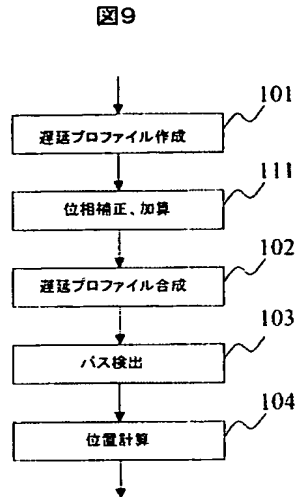 図9
101
遅延プロファイル作成
111
位相補正、加算
102
遅延プロファイル合成
103
パス検出
104
位置計算